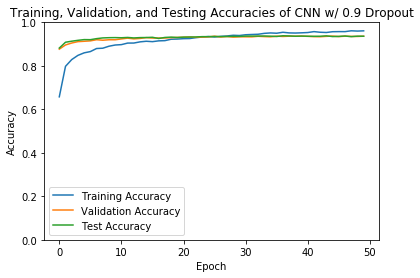 Training, Validation, and Testing Accuracies of CNN w/ 0.9 Dropout
1.0
0.8
0.6
0.4
0.2
0.0
Accuracy
Training Accuracy
Validation Accuracy
Test Accuracy
0 10 20 30 40 50
Epoch